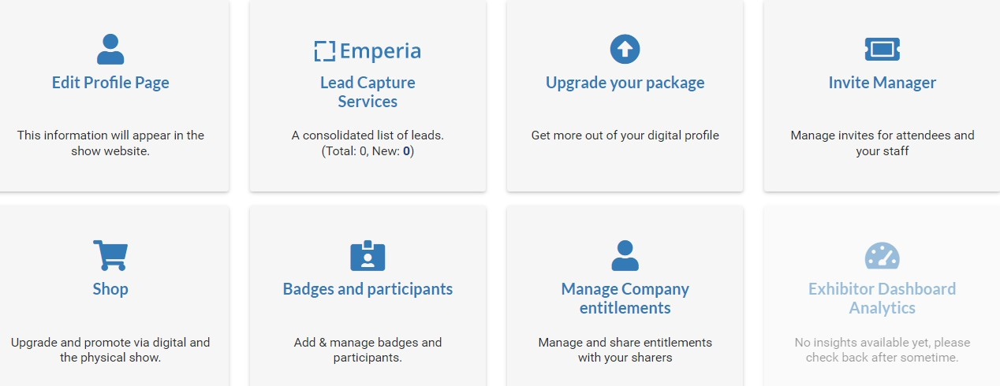 Edit Profile Page
This information will appear in the
show website.
Emperia
Lead Capture
Services
A consolidated list of leads.
(Total: 0, New: 0)
Upgrade your package
Get more out of your digital profile
Invite Manager
Manage invites for attendees and
your staff
Shop
Upgrade and promote via digital and
the physical show.
Badges and participants
Add & manage badges and
participants.
Manage Company
entitlements
Manage and share entitlements
with your sharers
Exhibitor Dashboard
Analytics
No insights available yet, please
check back after sometime.